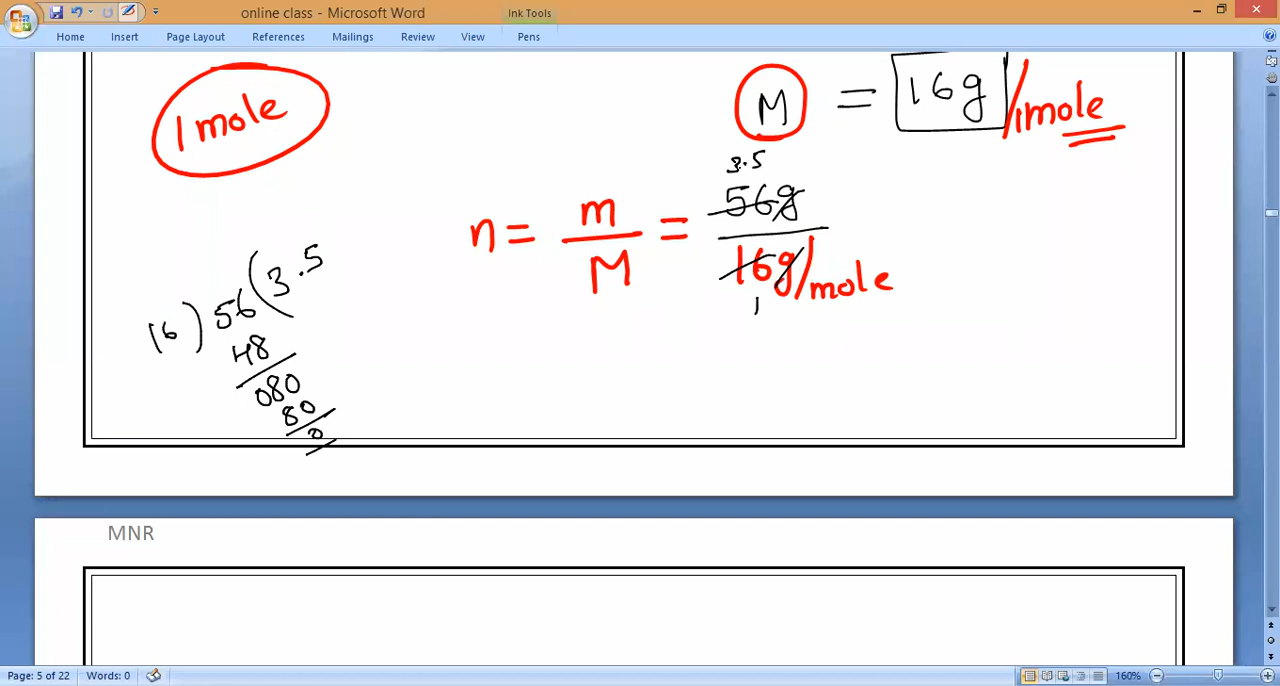 online class - Microsoft Word
Ink Tools
Home Insert Page Layout References Mailings Review View Pens
1 mole
M = 16g/1mole
3.5
n = m/M = 56g/16g/mole
1
16) 56 (3.5
48
080
80
0
MNR
Page: 5 of 22 Words: 0 160%